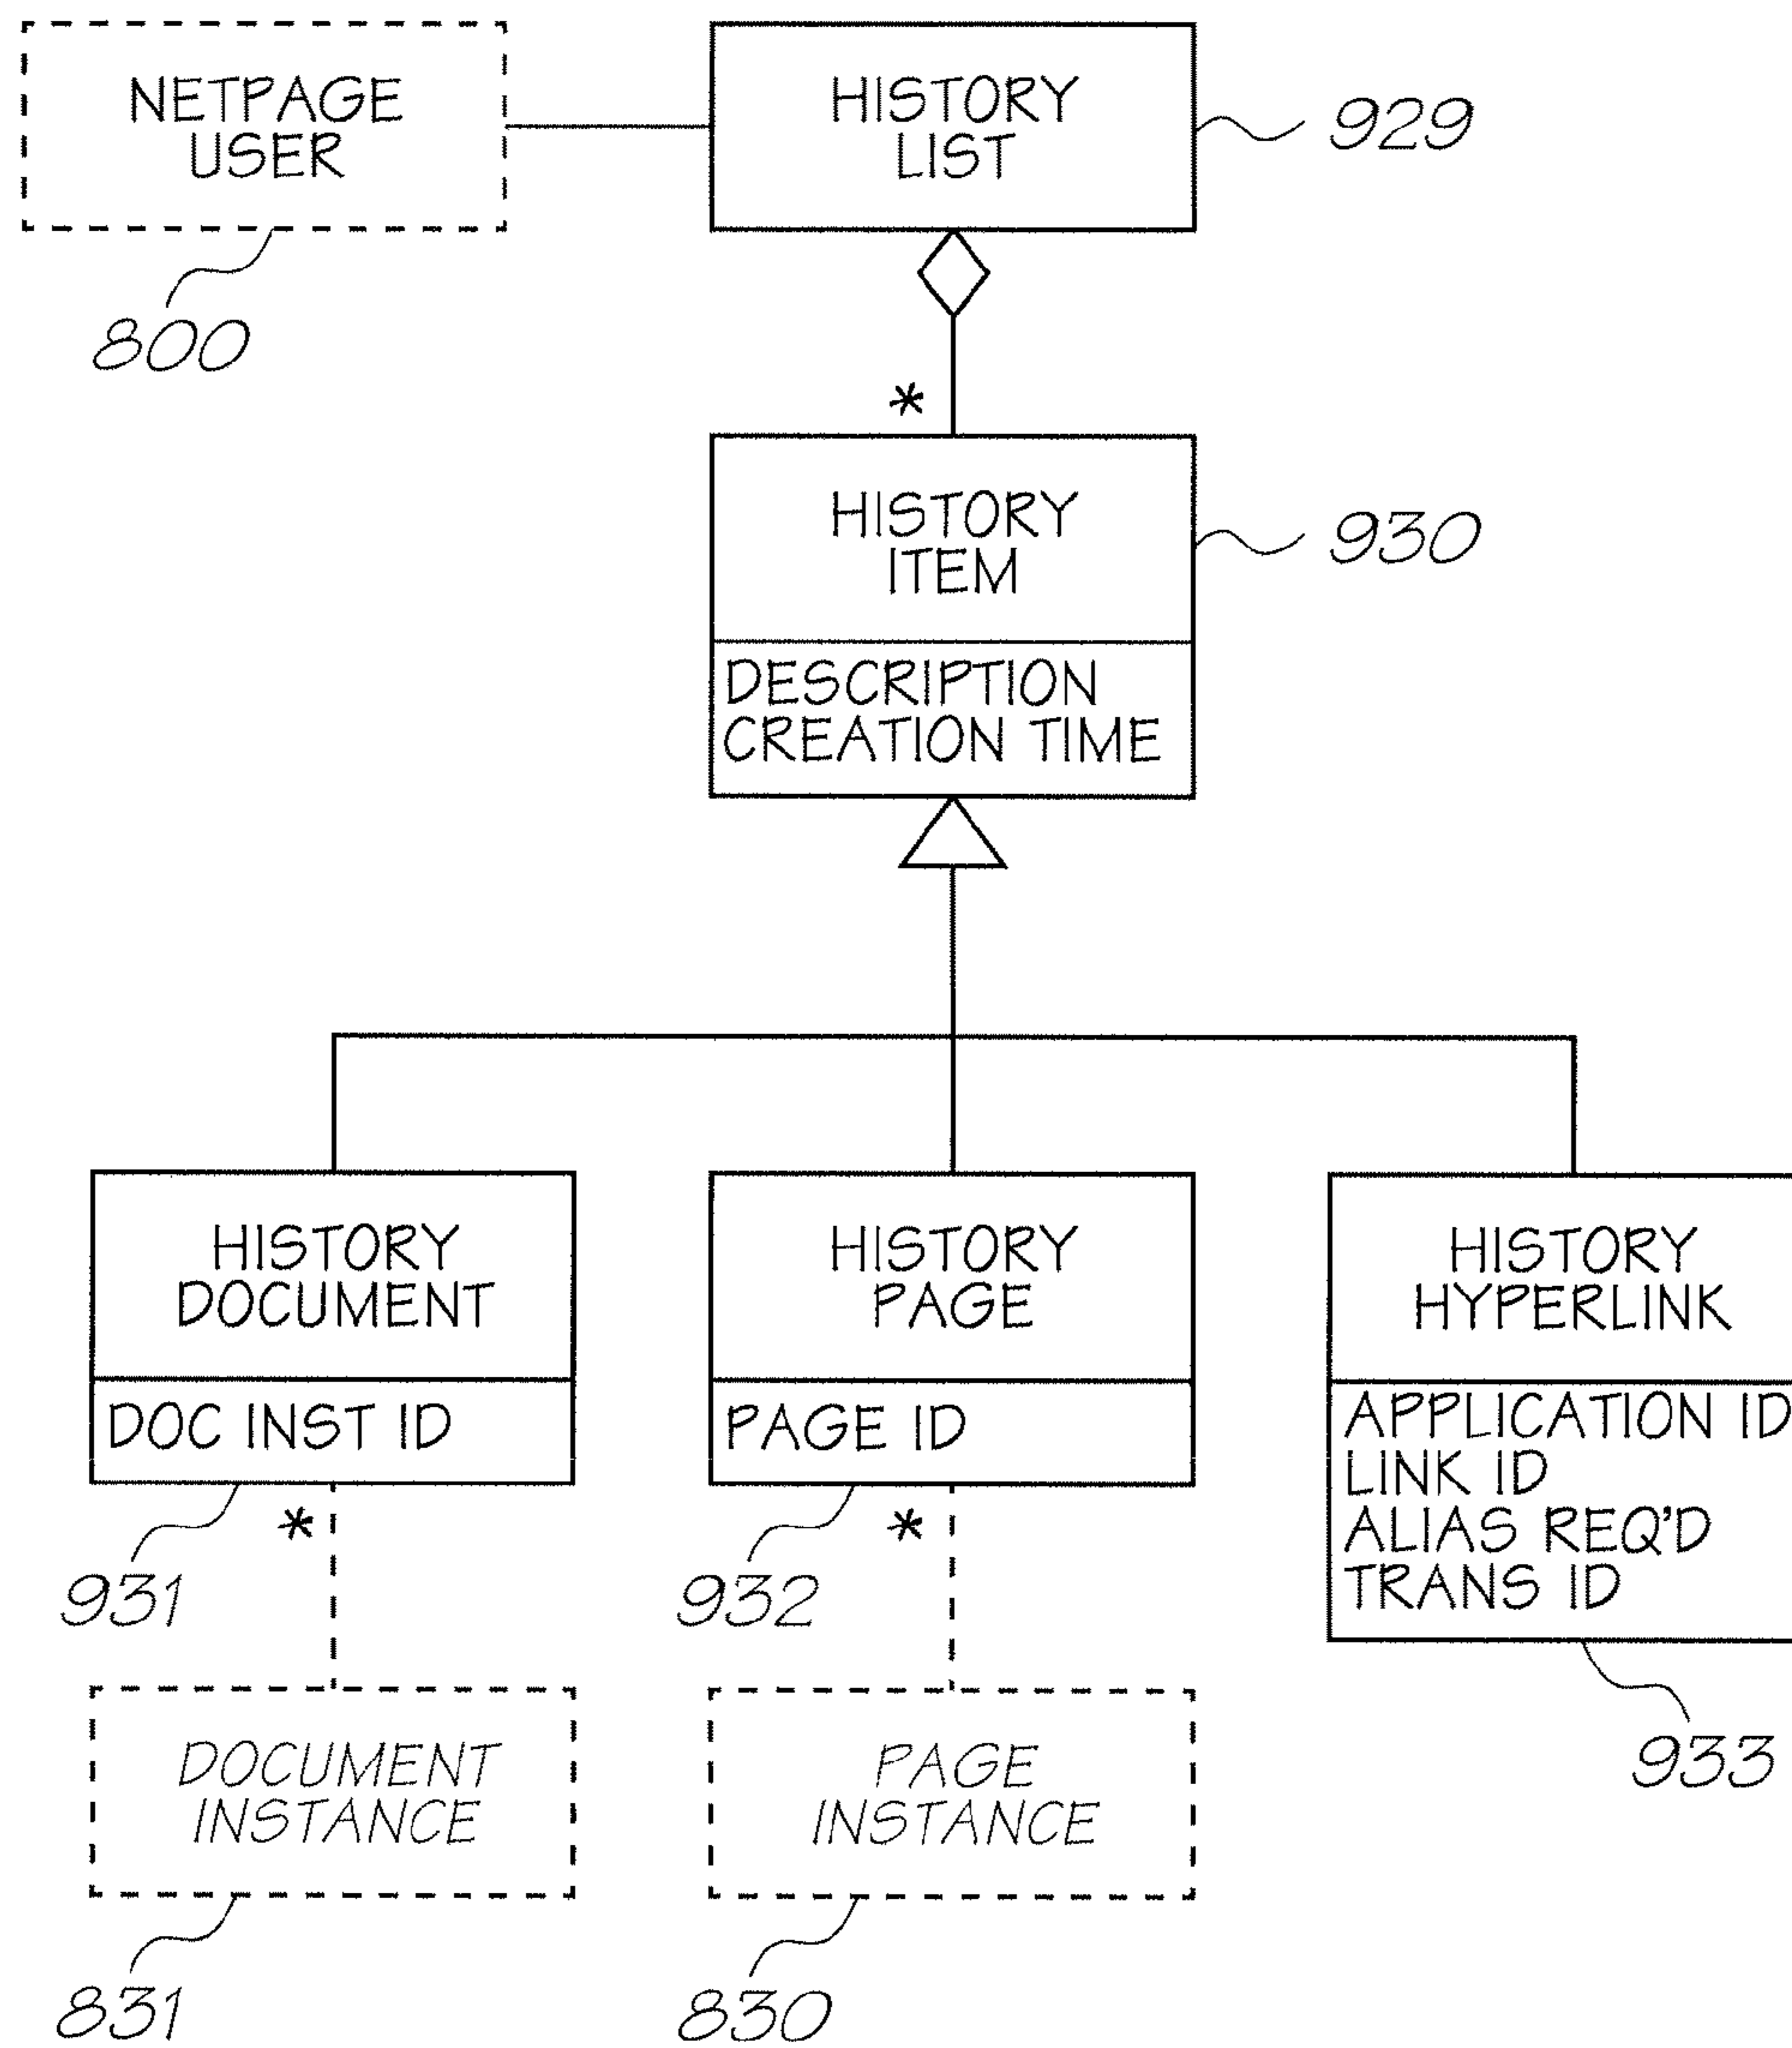 NETPAGE
USER
800
HISTORY
LIST
929
*
HISTORY
ITEM
930
DESCRIPTION
CREATION TIME
HISTORY
DOCUMENT
DOC INST ID
*
931
HISTORY
PAGE
PAGE ID
*
932
HISTORY
HYPERLINK
APPLICATION ID
LINK ID
ALIAS REQ'D
TRANS ID
933
DOCUMENT
INSTANCE
831
PAGE
INSTANCE
830